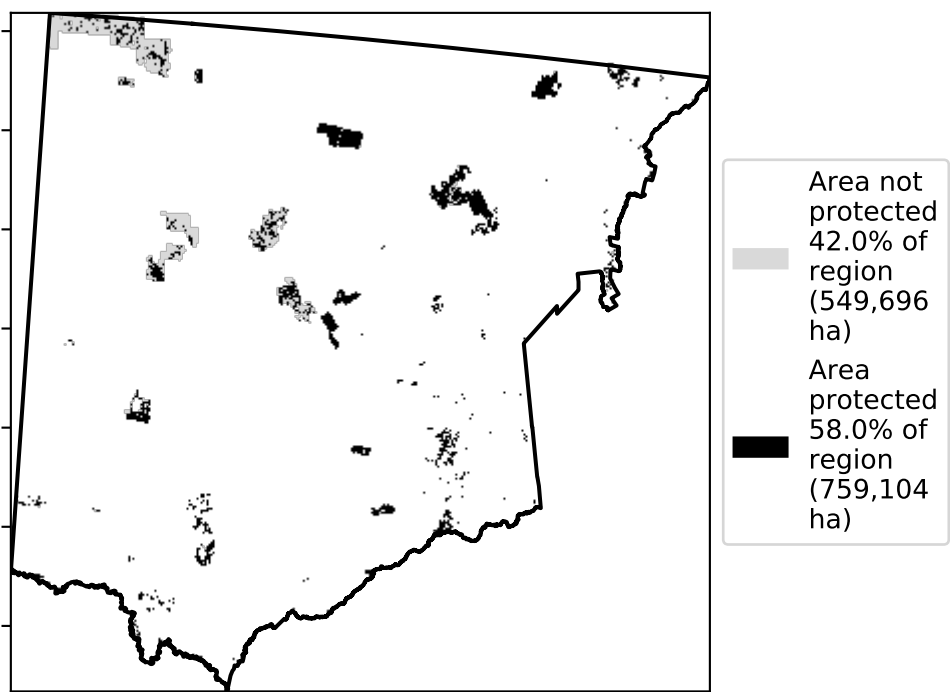 Area not
protected
42.0% of
region
(549,696
ha)
Area
protected
58.0% of
region
(759,104
ha)